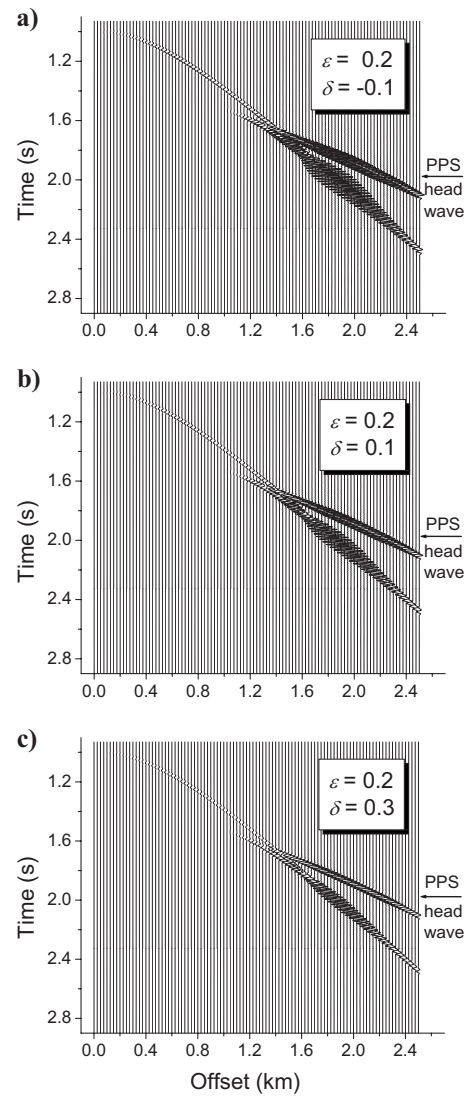 a)
ε = 0.2
δ = -0.1
1.0
1.6
2.0
2.4
2.8
Time (s)
PPS
head
wave
0.0 0.4 0.8 1.2 1.6 2.0 2.4
b)
ε = 0.2
δ = 0.1
1.2
1.6
2.0
2.4
2.8
Time (s)
PPS
head
wave
0.0 0.4 0.8 1.2 1.6 2.0 2.4
c)
ε = 0.2
δ = 0.3
1.2
1.6
2.0
2.4
2.8
Time (s)
PPS
head
wave
0.0 0.4 0.8 1.2 1.6 2.0 2.4
Offset (km)